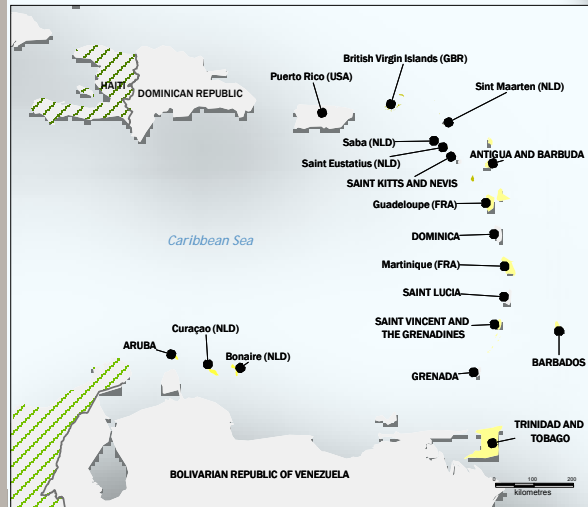 British Virgin Islands (GBR)
Puerto Rico (USA)
Sint Maarten (NLD)
HAITI
DOMINICAN REPUBLIC
Saba (NLD)
ANTIGUA AND BARBUDA
Saint Eustatius (NLD)
SAINT KITTS AND NEVIS
Guadeloupe (FRA)
DOMINICA
Caribbean Sea
Martinique (FRA)
SAINT LUCIA
SAINT VINCENT AND
THE GRENADINES
Curaçao (NLD)
ARUBA
Bonaire (NLD)
BARBADOS
GRENADA
TRINIDAD AND
TOBAGO
BOLIVARIAN REPUBLIC OF VENEZUELA
0 100 200
kilometres